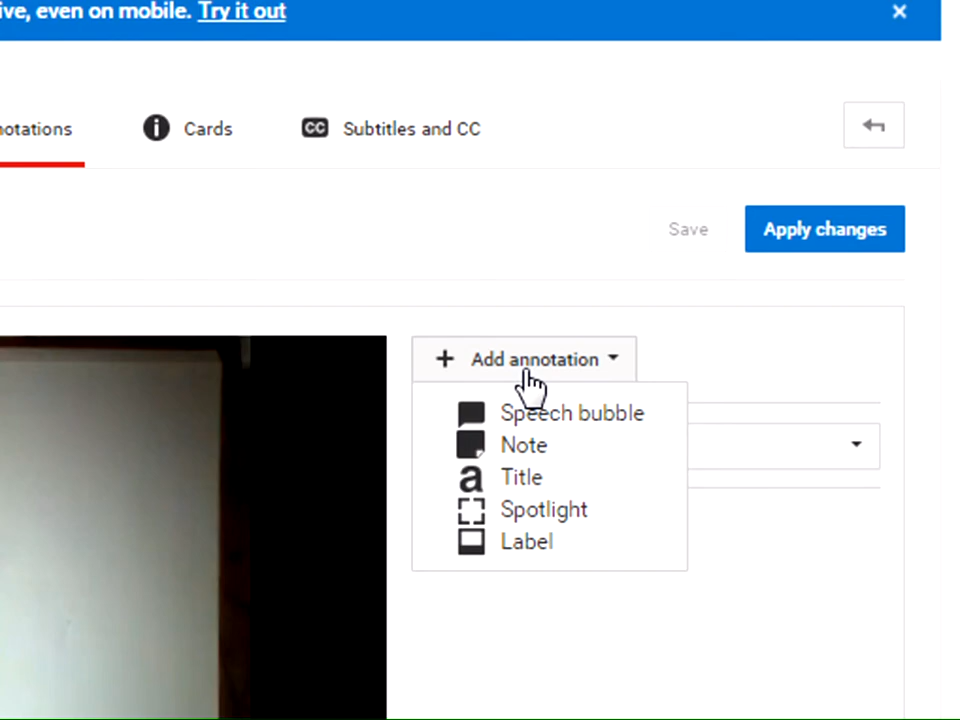 ive, even on mobile. Try it out
notations
Cards
CC Subtitles and CC
Save
Apply changes
Add annotation
Speech bubble
Note
a Title
Spotlight
Label